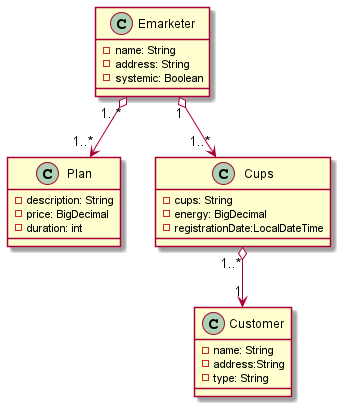 C Emarketer
name: String
address: String
systemic: Boolean
1..* 1
1..* 1..*
C Plan
description: String
price: BigDecimal
duration: int
C Cups
cups: String
energy: BigDecimal
registrationDate:LocalDateTime
1..*
1
C Customer
name: String
address:String
type: String